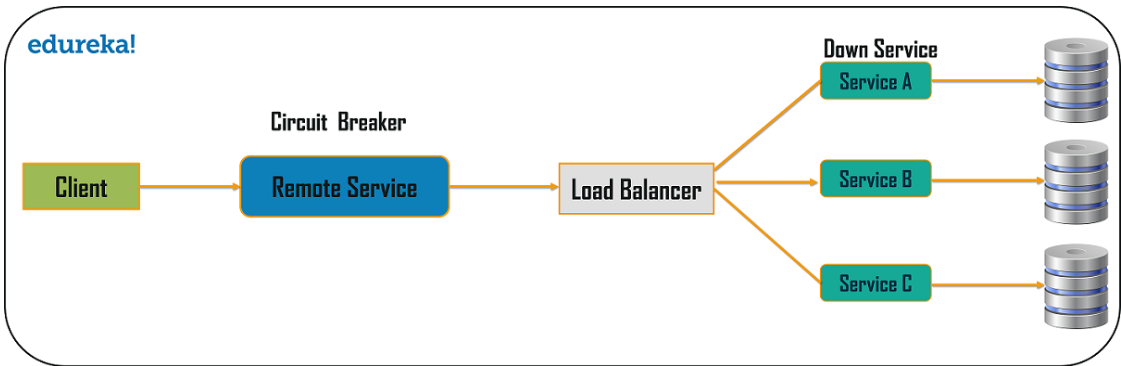 edureka!
Down Service
Service A
Circuit Breaker
Client
Remote Service
Load Balancer
Service B
Service C